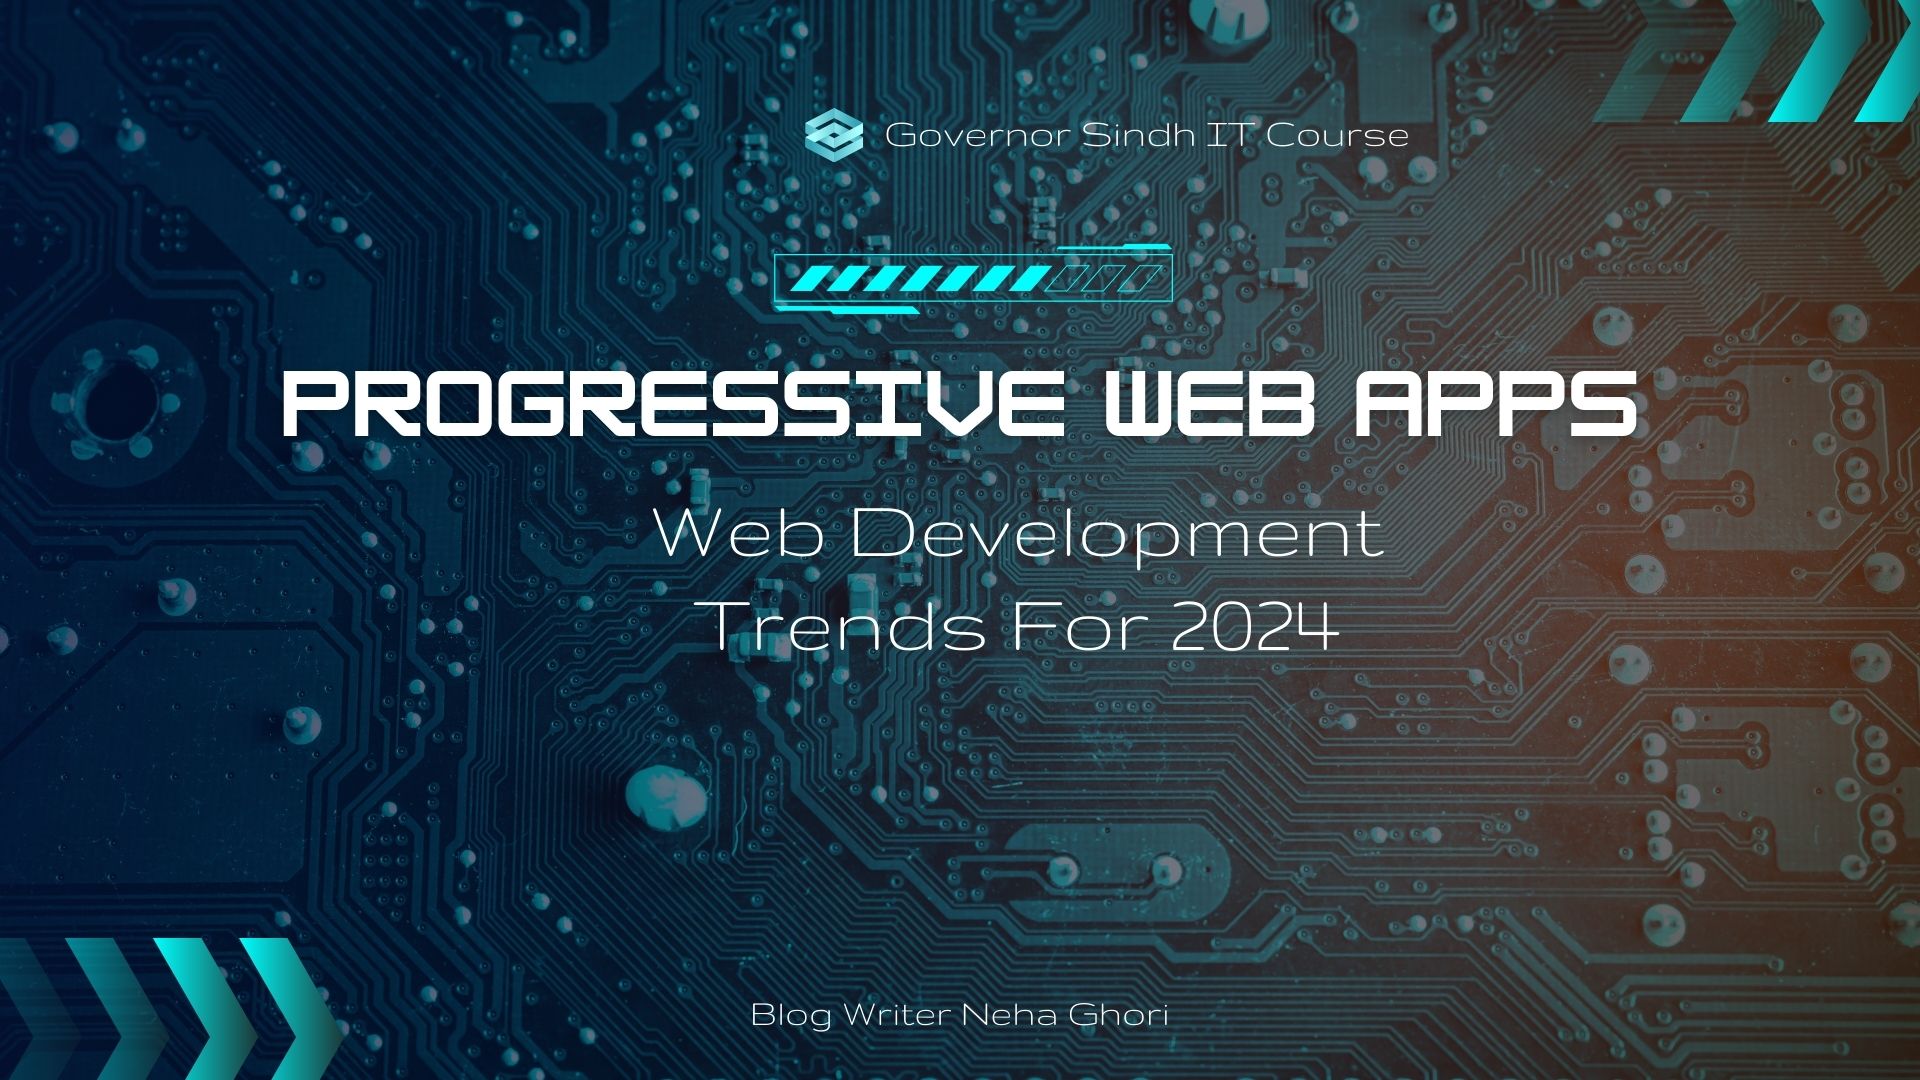 Governor Sindh IT Course
PROGRESSIVE WEB APPS
Web Development
Trends For 2024
Blog Writer Neha Ghori